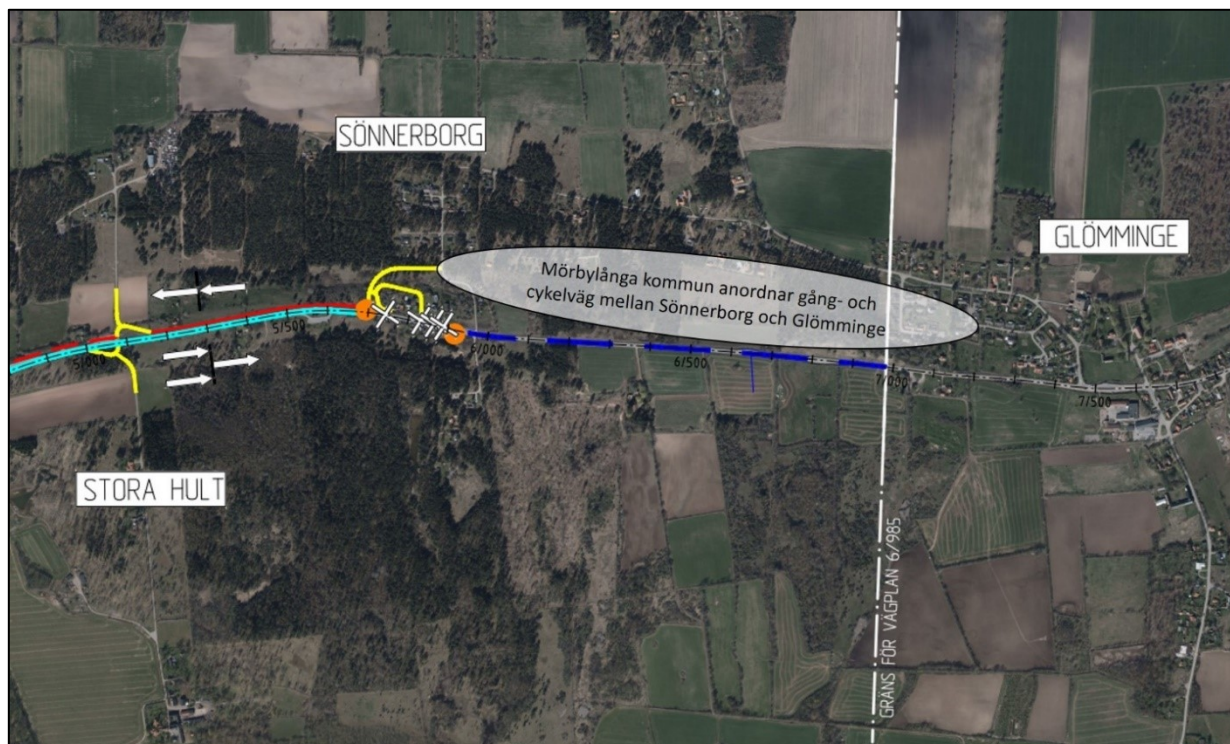 SÖNNERBORG
GLÖMMINGE
Mörbylånga kommun anordnar gång- och
cykelväg mellan Sönnerborg och Glömminge
5/500
6/000
6/500
7/000
7/500
STORA HULT
GRÄNS FÖR VÄGPLAN 6/985